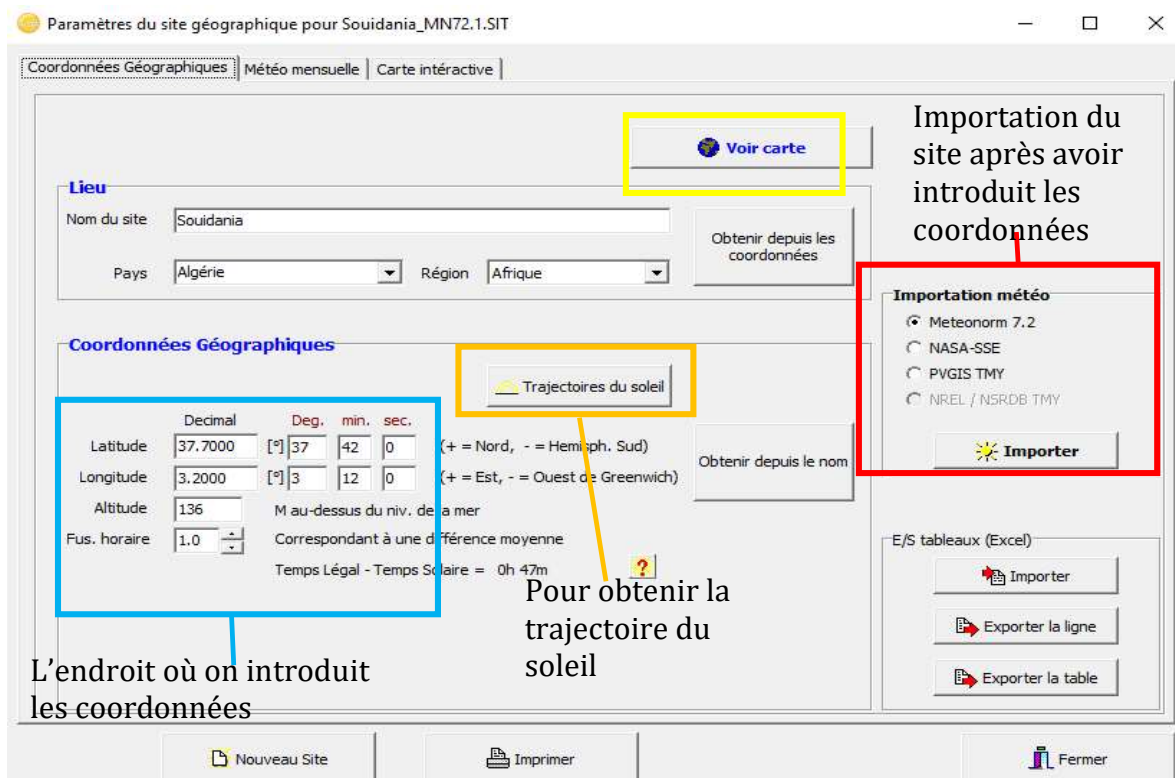 Paramètres du site géographique pour Souidania_MN72.1.SIT
Coordonnées Géographiques Météo mensuelle Carte intéractive
Voir carte
Importation du
site après avoir
introduit les
coordonnées
Lieu
Nom du site Souidania
Obtenir depuis les
coordonnées
Pays Algérie Région Afrique
Importation météo
Meteonorm 7.2
NASA-SSE
PVGIS TMY
NREL / NSRDB TMY
Importer
Coordonnées Géographiques
Trajectoires du soleil
Decimal Deg. min. sec.
Latitude 37.7000 [°] 37 42 0 (+ = Nord, - = Hemisph. Sud)
Longitude 3.2000 [°] 3 12 0 (+ = Est, - = Ouest de Greenwich)
Obtenir depuis le nom
Altitude 136 M au-dessus du niv. de la mer
Fus. horaire 1.0 Correspondant à une différence moyenne
Temps Légal - Temps Solaire = 0h 47m ?
E/S tableaux (Excel)
Importer
Exporter la ligne
Exporter la table
Pour obtenir la
trajectoire du
soleil
L’endroit où on introduit
les coordonnées
Nouveau Site Imprimer Fermer